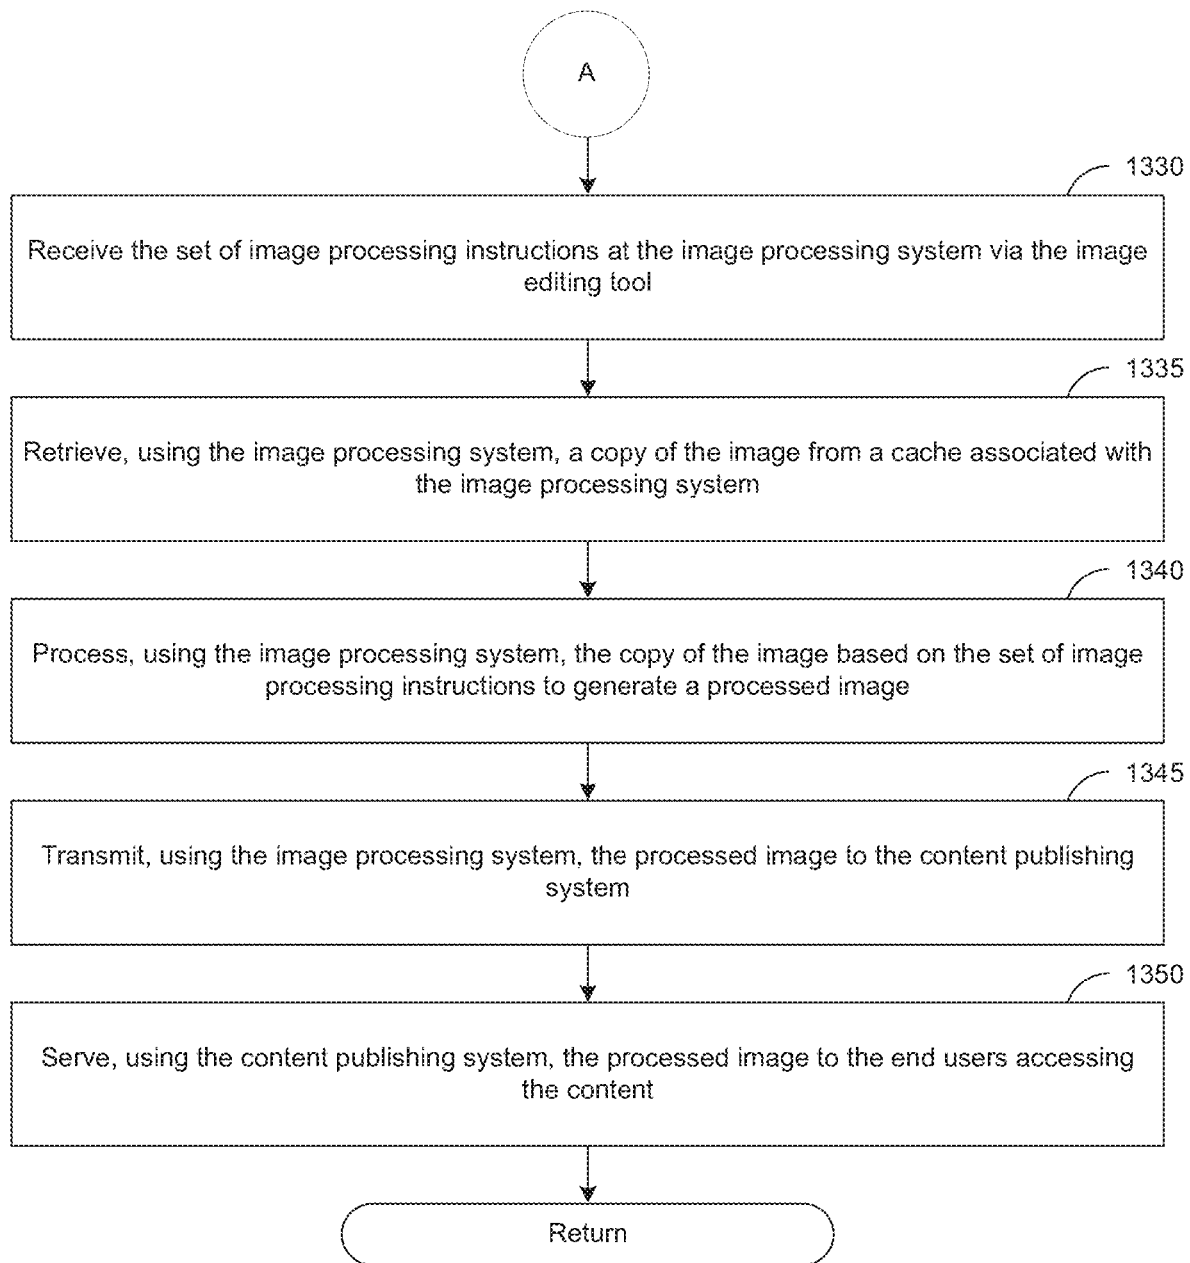 A
1330
Receive the set of image processing instructions at the image processing system via the image
editing tool
1335
Retrieve, using the image processing system, a copy of the image from a cache associated with
the image processing system
1340
Process, using the image processing system, the copy of the image based on the set of image
processing instructions to generate a processed image
1345
Transmit, using the image processing system, the processed image to the content publishing
system
1350
Serve, using the content publishing system, the processed image to the end users accessing
the content
Return